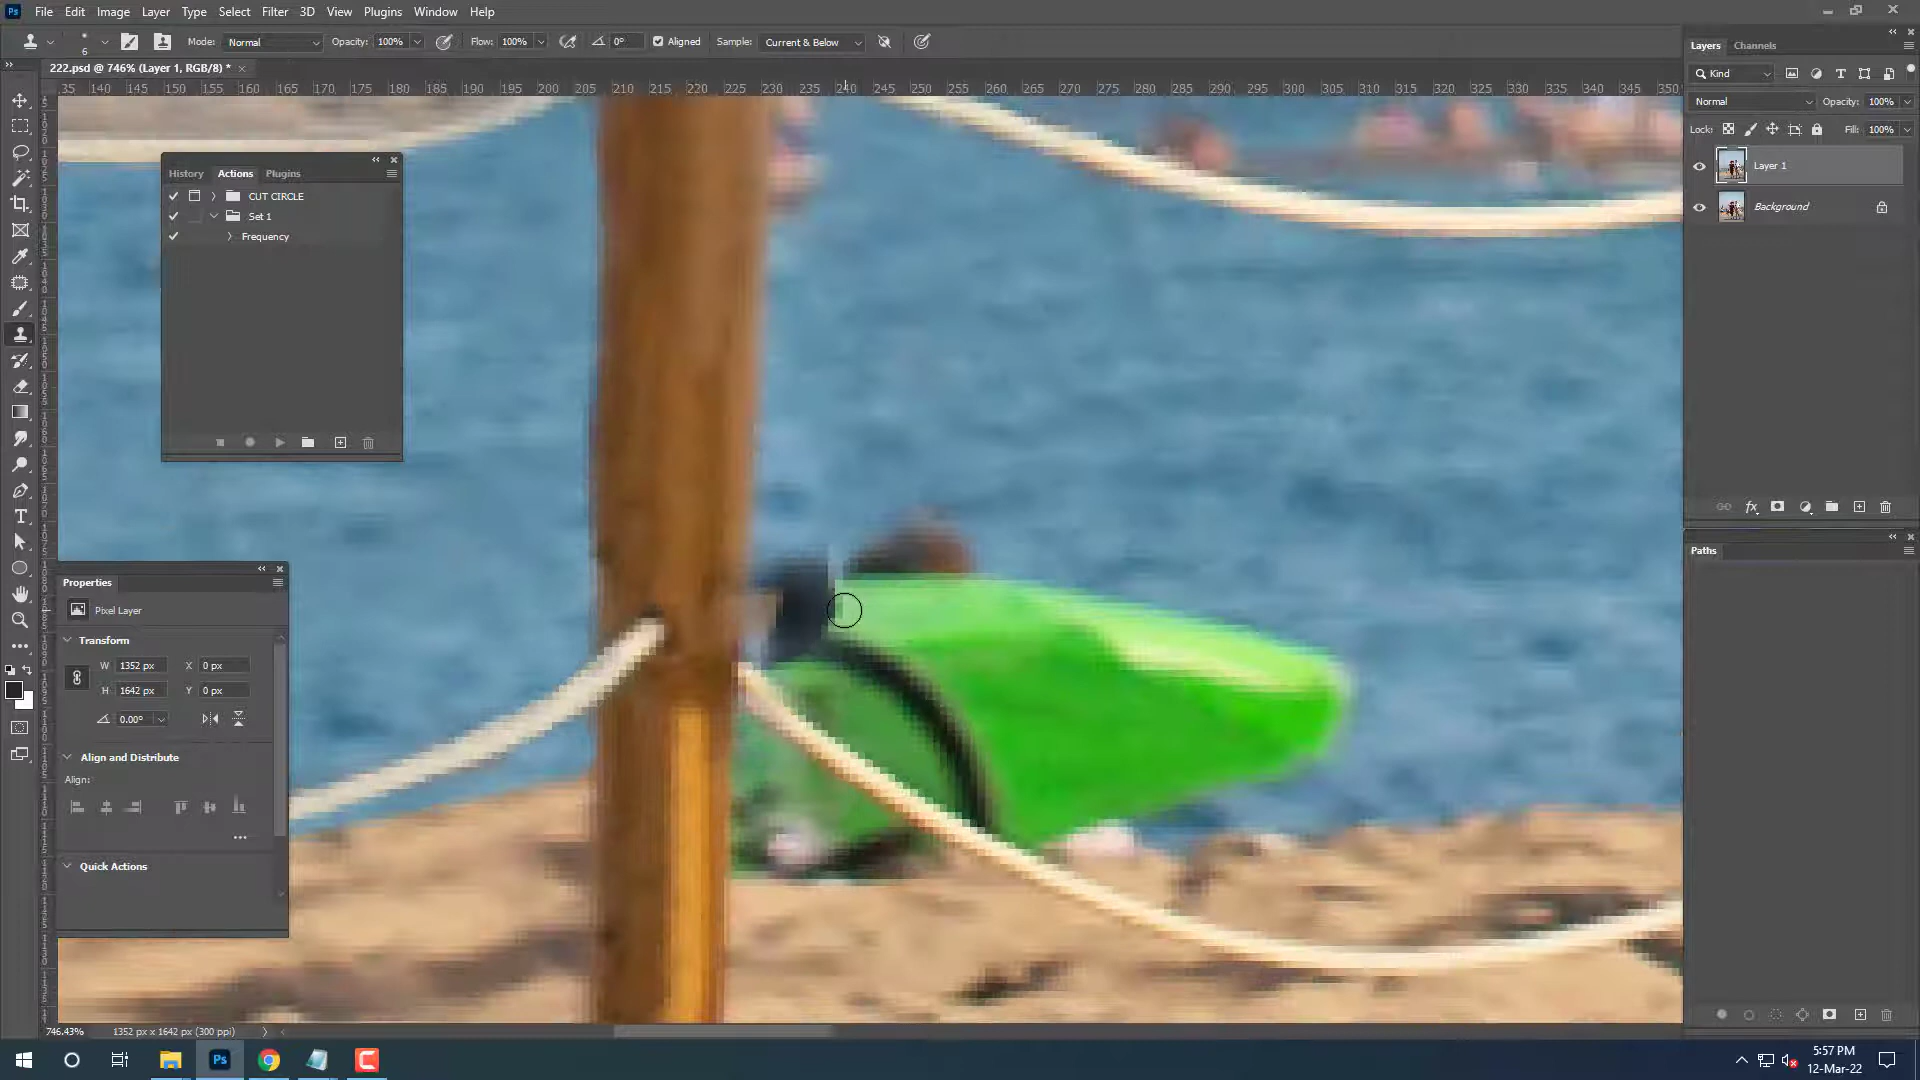 Ps File Edit Image Layer Type Select Filter 3D View Plugins Window Help
6 Mode: Normal Opacity: 100% Flow: 100% 0° Aligned Sample: Current & Below
222.psd @ 746% (Layer 1, RGB/8) *
135 140 145 150 155 160 165 170 175 180 185 190 195 200 205 210 215 220 225 230 235 240 245 250 255 260 265 270 275 280 285 290 295 300 305 310 315 320 325 330 335 340 345 350
History Actions Plugins
CUT CIRCLE
Set 1
Frequency
Properties
Pixel Layer
Transform
W 1352 px X 0 px
H 1642 px Y 0 px
0.00°
Align and Distribute
Align:
Quick Actions
Layers Channels
Kind
Normal Opacity: 100%
Lock: Fill: 100%
Layer 1
Background
Paths
746.43% 1352 px x 1642 px (300 ppi)
Ps
5:57 PM
12-Mar-22